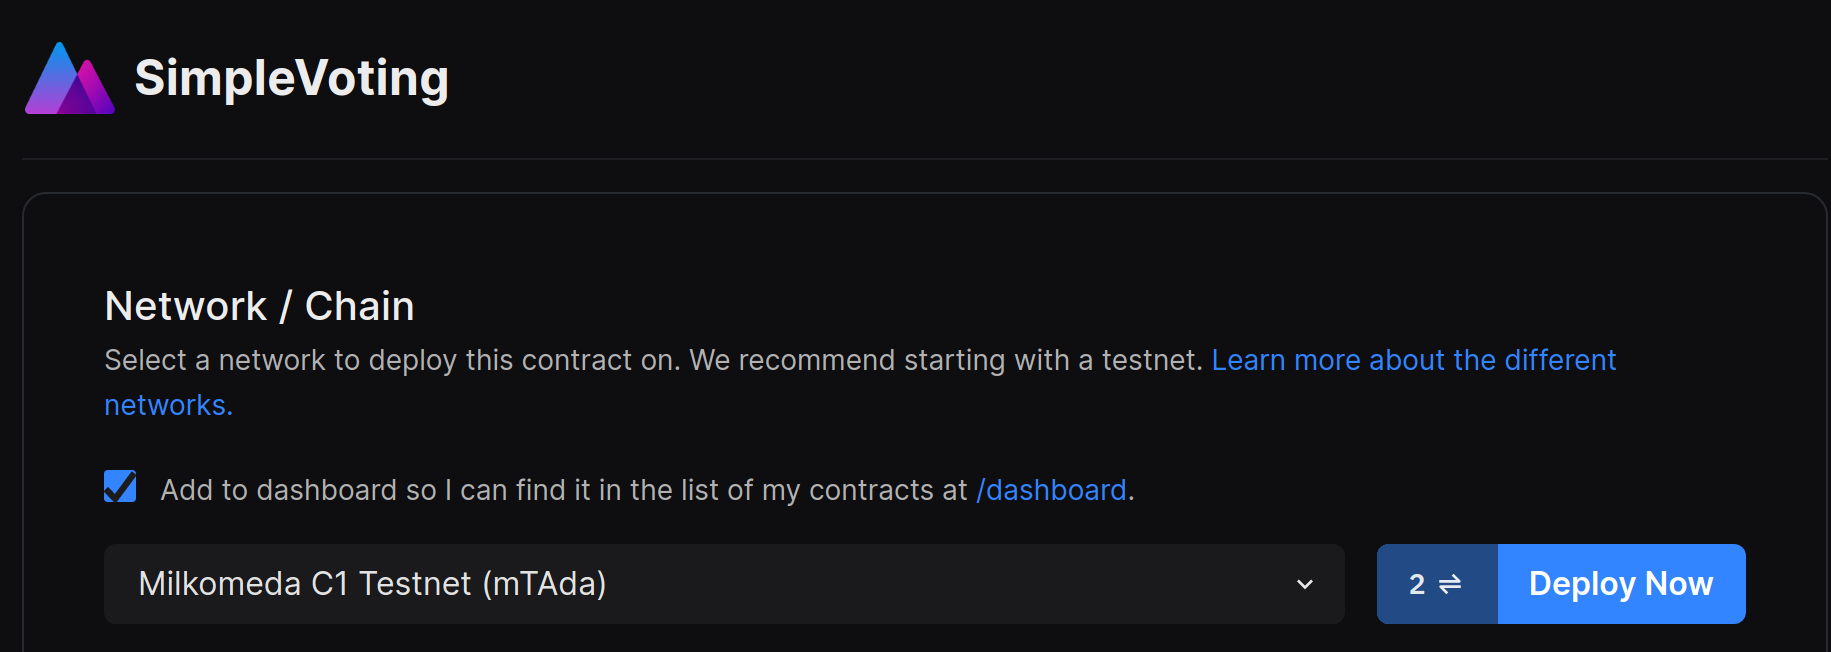 SimpleVoting
Network / Chain
Select a network to deploy this contract on. We recommend starting with a testnet. Learn more about the different
networks.
Add to dashboard so I can find it in the list of my contracts at /dashboard.
Milkomeda C1 Testnet (mTAda)
2 ⇌ Deploy Now